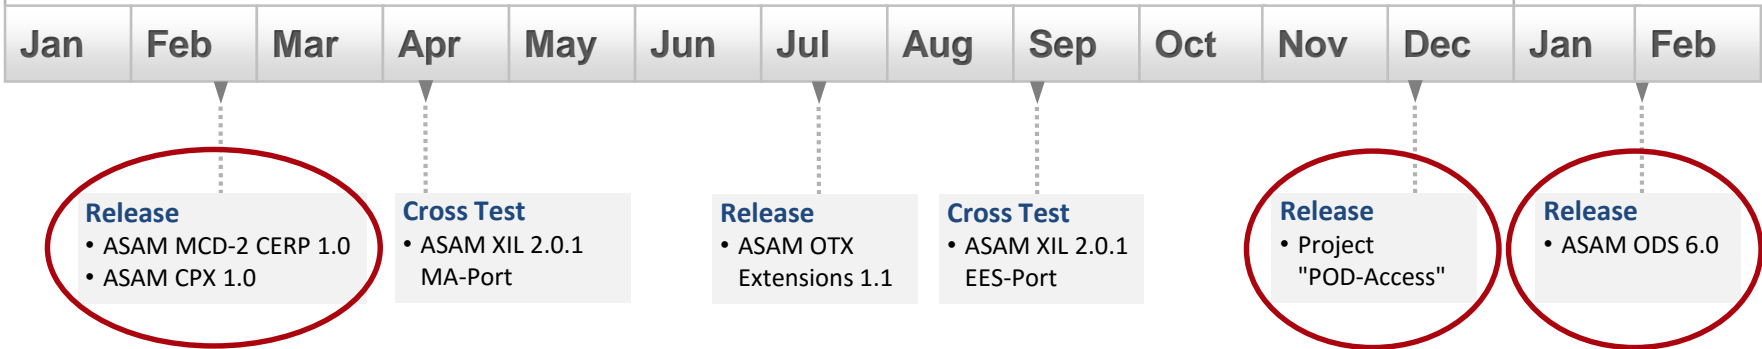 Jan Feb Mar Apr May Jun Jul Aug Sep Oct Nov Dec Jan Feb
Release
• ASAM MCD-2 CERP 1.0
• ASAM CPX 1.0
Cross Test
• ASAM XIL 2.0.1
MA-Port
Release
• ASAM OTX
Extensions 1.1
Cross Test
• ASAM XIL 2.0.1
EES-Port
Release
• Project
"POD-Access"
Release
• ASAM ODS 6.0